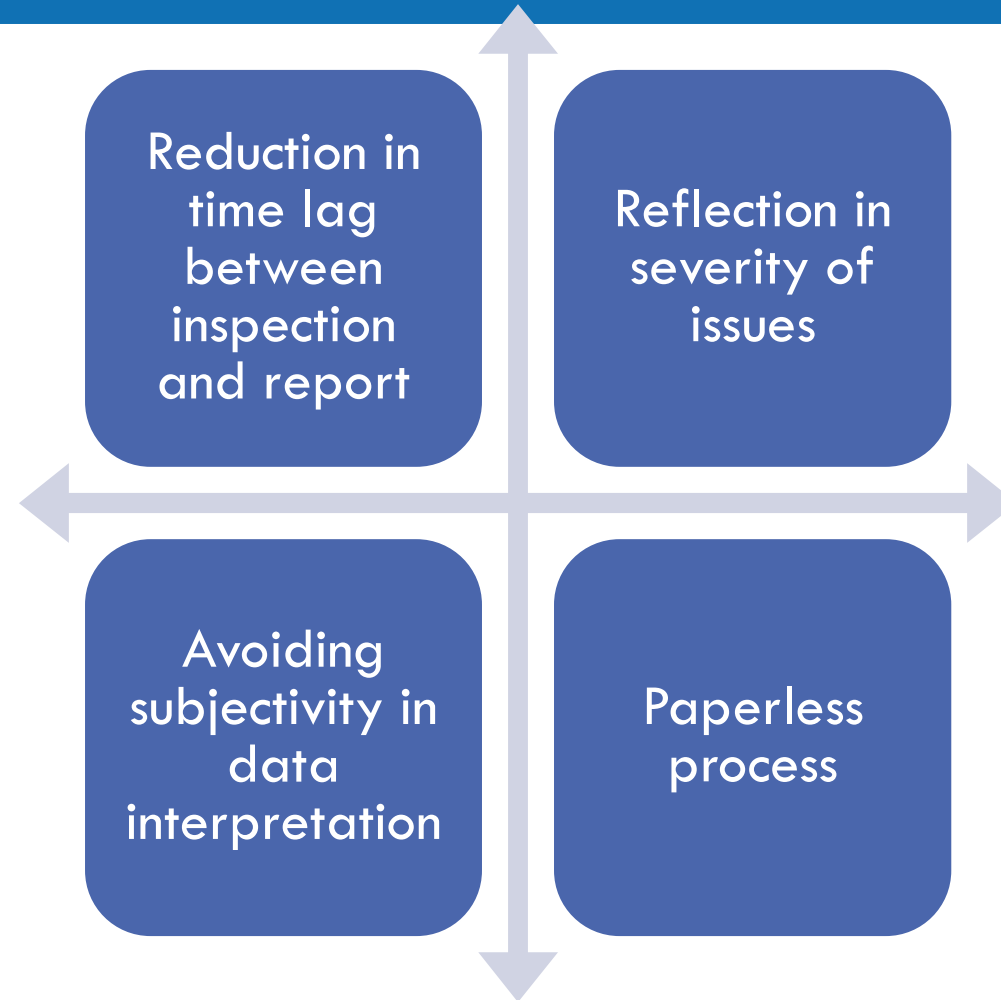 Reduction in
time lag
between
inspection
and report
Reflection in
severity of
issues
Avoiding
subjectivity in
data
interpretation
Paperless
process